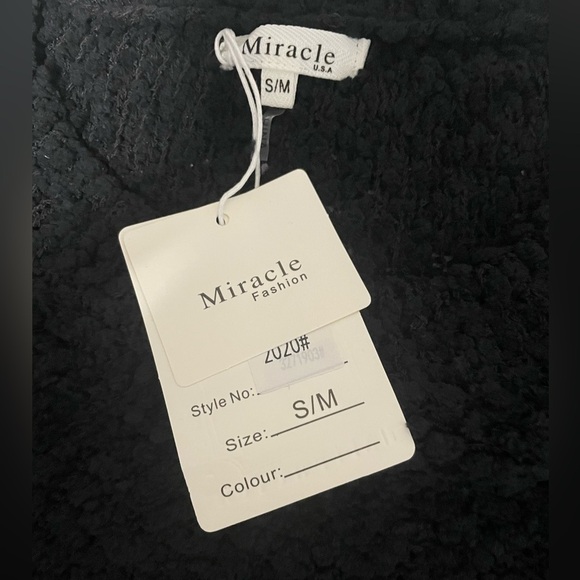 Miracle
U.S.A
S/M
Miracle
Fashion
2020#
Style No:
Size: S/M
Colour: